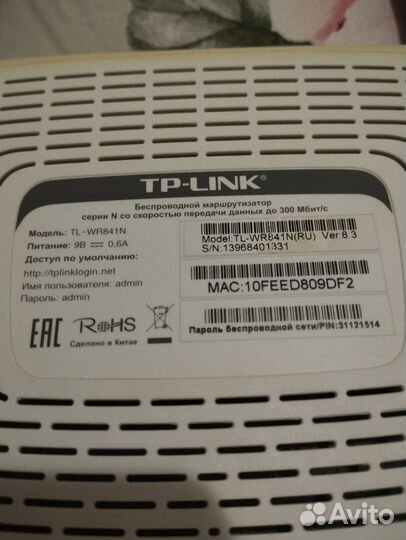 TP-LINK®
Беспроводной маршрутизатор
серии N со скоростью передачи данных до 300 Мбит/с
Модель: TL-WR841N
Питание: 9В 0,6А
Доступ по умолчанию:
http://tplinklogin.net
Имя пользователя: admin
Пароль: admin
Model:TL-WR841N(RU) Ver:8.3
S/N:13968401331
MAC:10FEED809DF2
Пароль беспроводной сети/PIN:31121514
EAC RoHS
Сделано в Китае
Avito